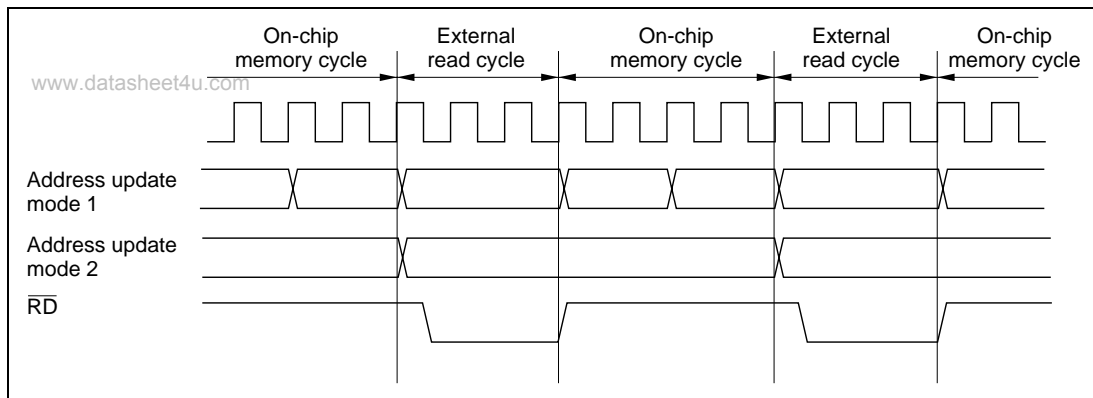 On-chip
memory cycle
External
read cycle
On-chip
memory cycle
External
read cycle
On-chip
memory cycle
www.datasheet4u.com
Address update
mode 1
Address update
mode 2
RD